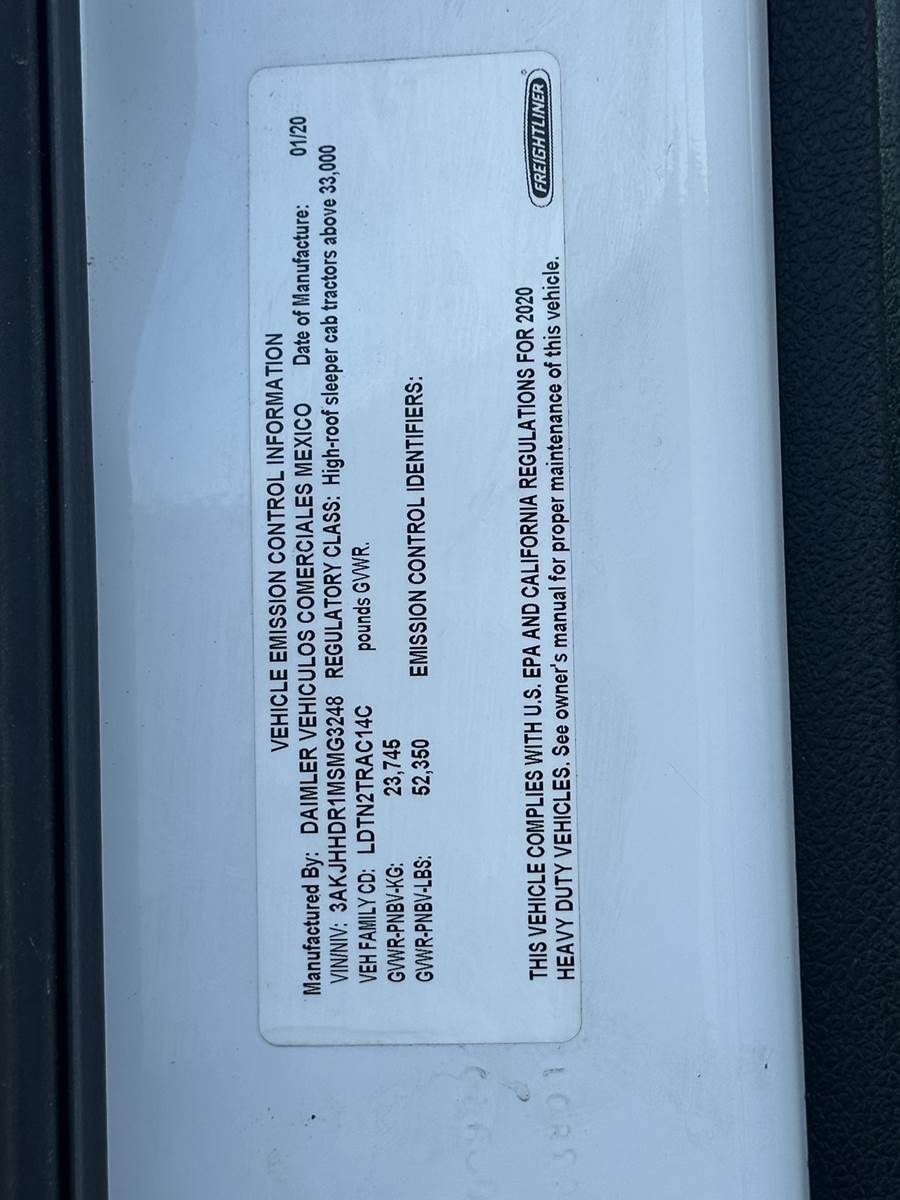 VEHICLE EMISSION CONTROL INFORMATION
Manufactured By: DAIMLER VEHICULOS COMERCIALES MEXICO Date of Manufacture: 01/20
VIN/NIV: 3AKJHHDR1MSMG3248 REGULATORY CLASS: High-roof sleeper cab tractors above 33,000
VEH FAMILY CD: LDTN2TRAC14C pounds GVWR.
GVWR-PNBV-KG: 23,745
GVWR-PNBV-LBS: 52,350 EMISSION CONTROL IDENTIFIERS:
THIS VEHICLE COMPLIES WITH U.S. EPA AND CALIFORNIA REGULATIONS FOR 2020
HEAVY DUTY VEHICLES. See owner's manual for proper maintenance of this vehicle.
FREIGHTLINER